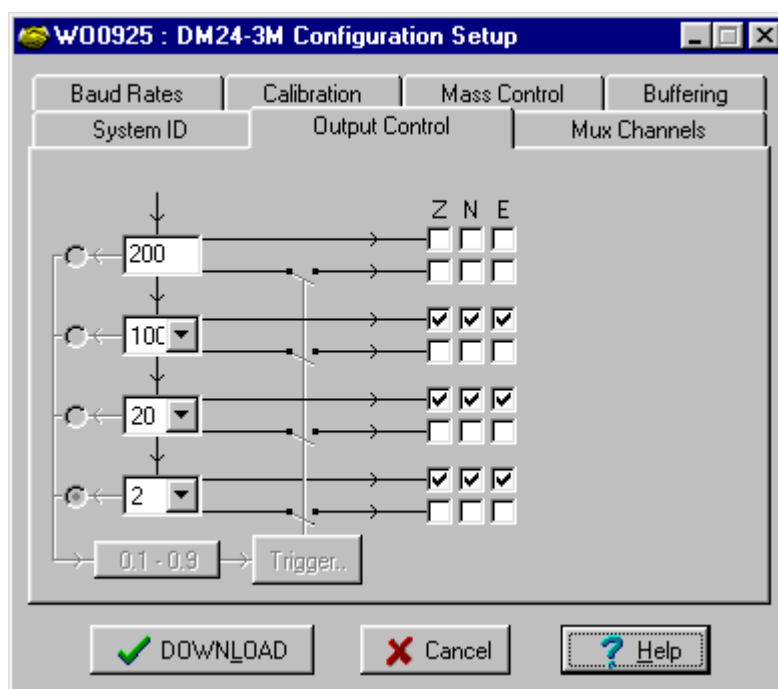 WO0925 : DM24-3M Configuration Setup
Baud Rates Calibration Mass Control Buffering
System ID Output Control Mux Channels
Z N E
200
100
20
2
0.1 - 0.9 Trigger..
DOWNLOAD Cancel Help